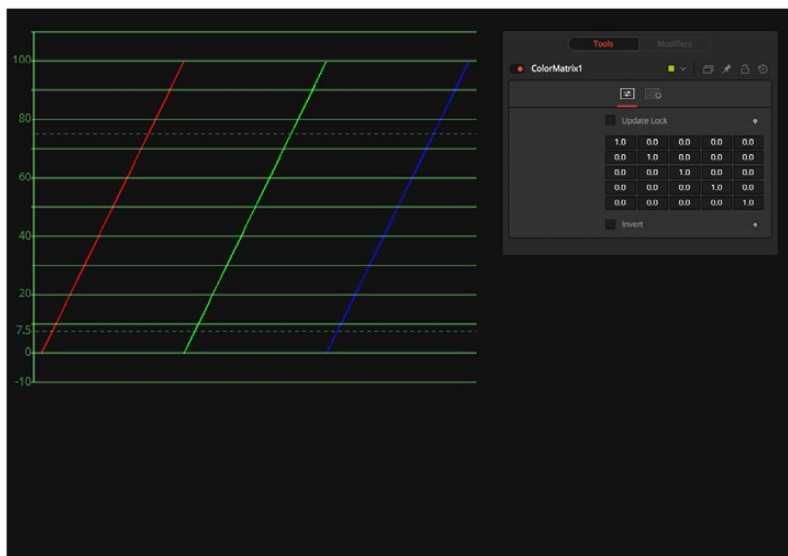 100
80
60
40
20
7.5
0
-10
Tools Modifiers
ColorMatrix1
Update Lock
1.0 0.0 0.0 0.0 0.0
0.0 1.0 0.0 0.0 0.0
0.0 0.0 1.0 0.0 0.0
0.0 0.0 0.0 1.0 0.0
0.0 0.0 0.0 0.0 1.0
Invert